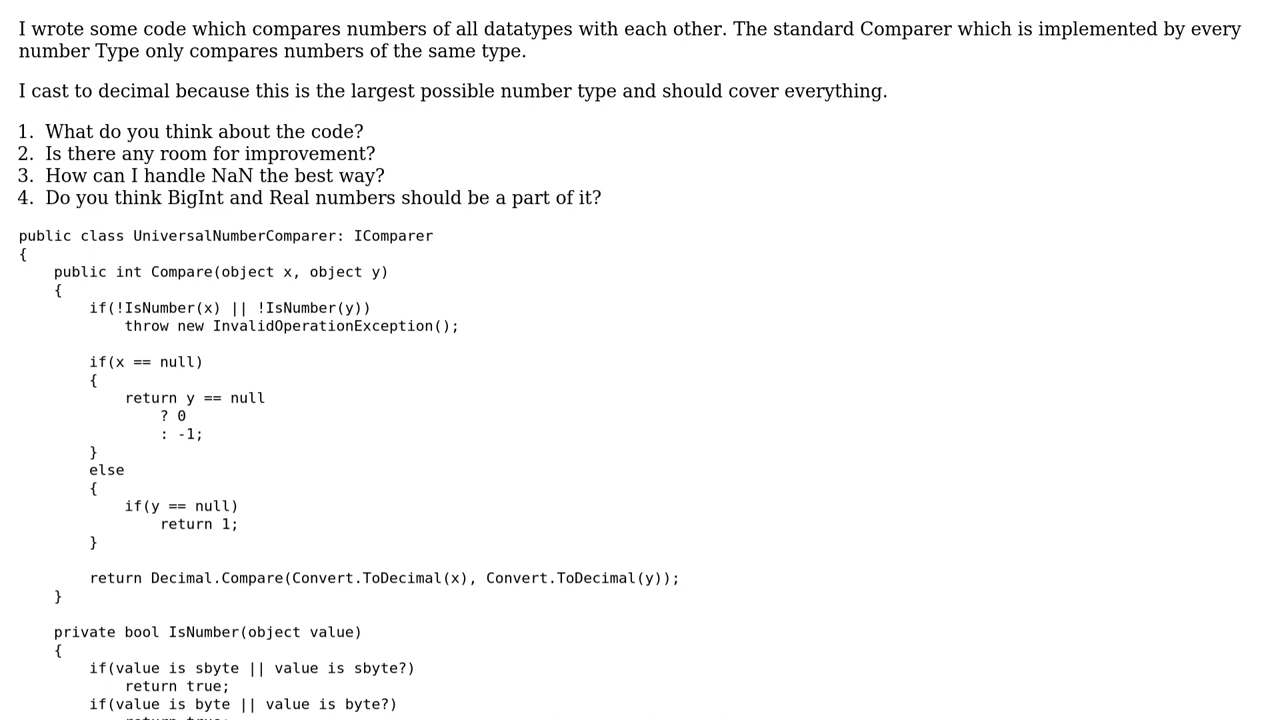 I wrote some code which compares numbers of all datatypes with each other. The standard Comparer which is implemented by every
number Type only compares numbers of the same type.
I cast to decimal because this is the largest possible number type and should cover everything.
1. What do you think about the code?
2. Is there any room for improvement?
3. How can I handle NaN the best way?
4. Do you think BigInt and Real numbers should be a part of it?
public class UniversalNumberComparer: IComparer
{
    public int Compare(object x, object y)
    {
        if(!IsNumber(x) || !IsNumber(y))
            throw new InvalidOperationException();
        if(x == null)
        {
            return y == null
                ? 0
                : -1;
        }
        else
        {
            if(y == null)
                return 1;
        }
        return Decimal.Compare(Convert.ToDecimal(x), Convert.ToDecimal(y));
    }
    private bool IsNumber(object value)
    {
        if(value is sbyte || value is sbyte?)
            return true;
        if(value is byte || value is byte?)